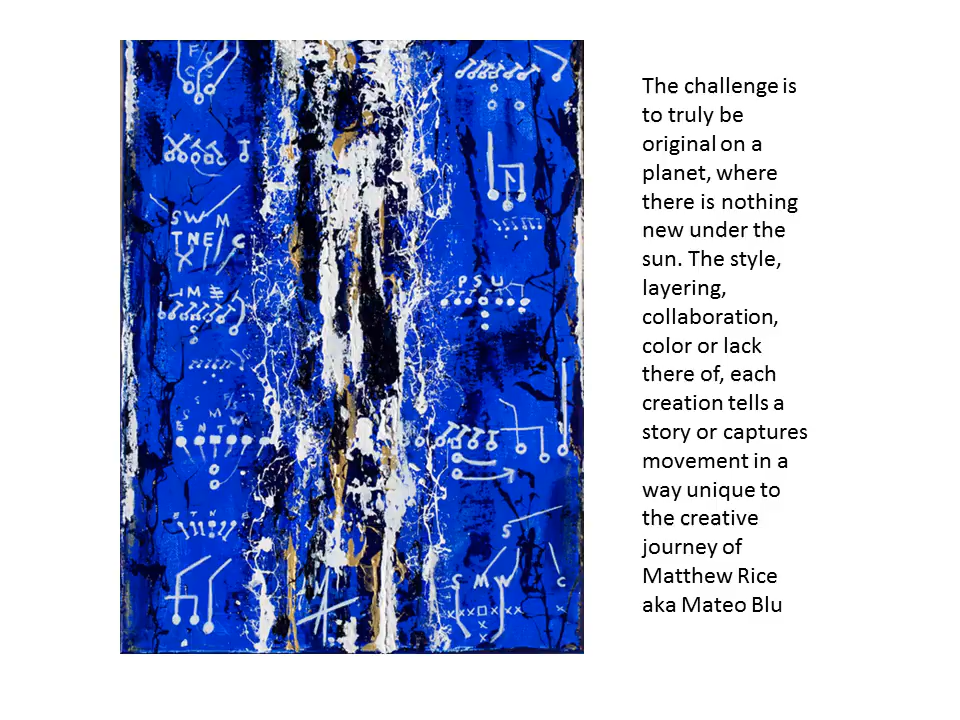 F/S
C S
S W M
T N E C
M
P S U
F/S
S M W
E N T
E T N E
S
S M W C
x x x x x x
x
x
The challenge is
to truly be
original on a
planet, where
there is nothing
new under the
sun. The style,
layering,
collaboration,
color or lack
there of, each
creation tells a
story or captures
movement in a
way unique to
the creative
journey of
Matthew Rice
aka Mateo Blu